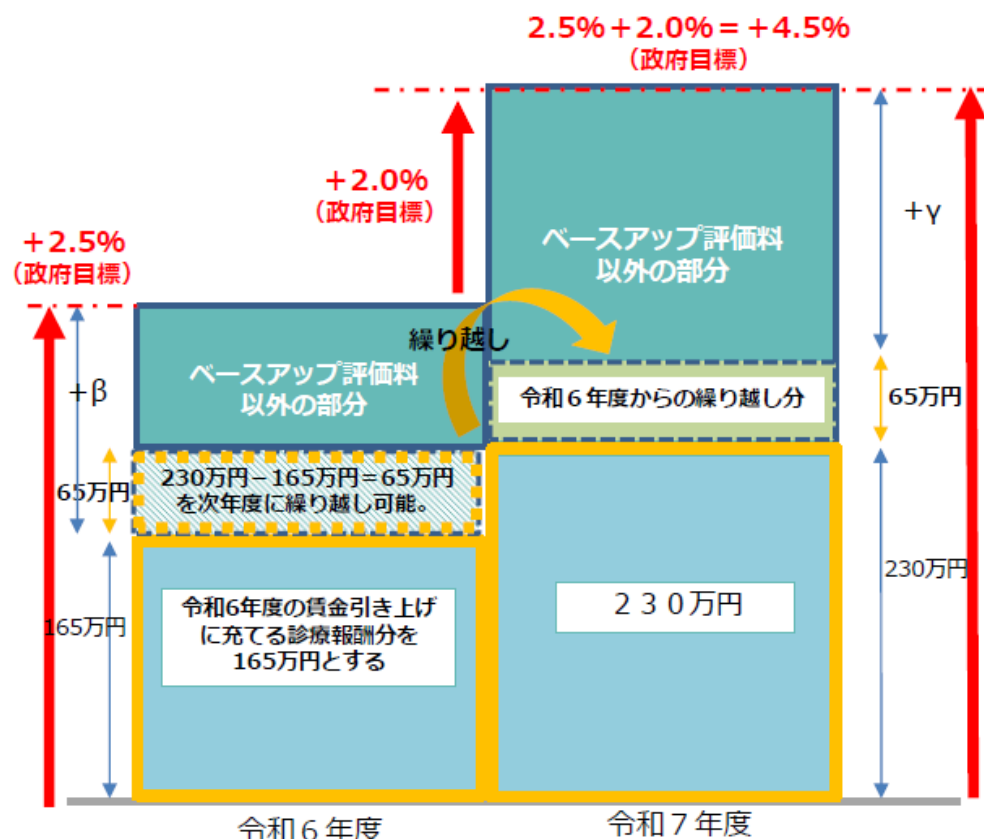 2.5%+2.0%=+4.5%
(政府目標)
+2.0%
(政府目標)
+γ
ベースアップ評価料
以外の部分
+2.5%
(政府目標)
繰り越し
ベースアップ評価料
以外の部分
+β
令和6年度からの繰り越し分
65万円
230万円-165万円=65万円
を次年度に繰り越し可能。
65万円
230万円
２３０万円
令和6年度の賃金引き上げ
に充てる診療報酬分を
165万円とする
165万円
令和６年度
令和７年度